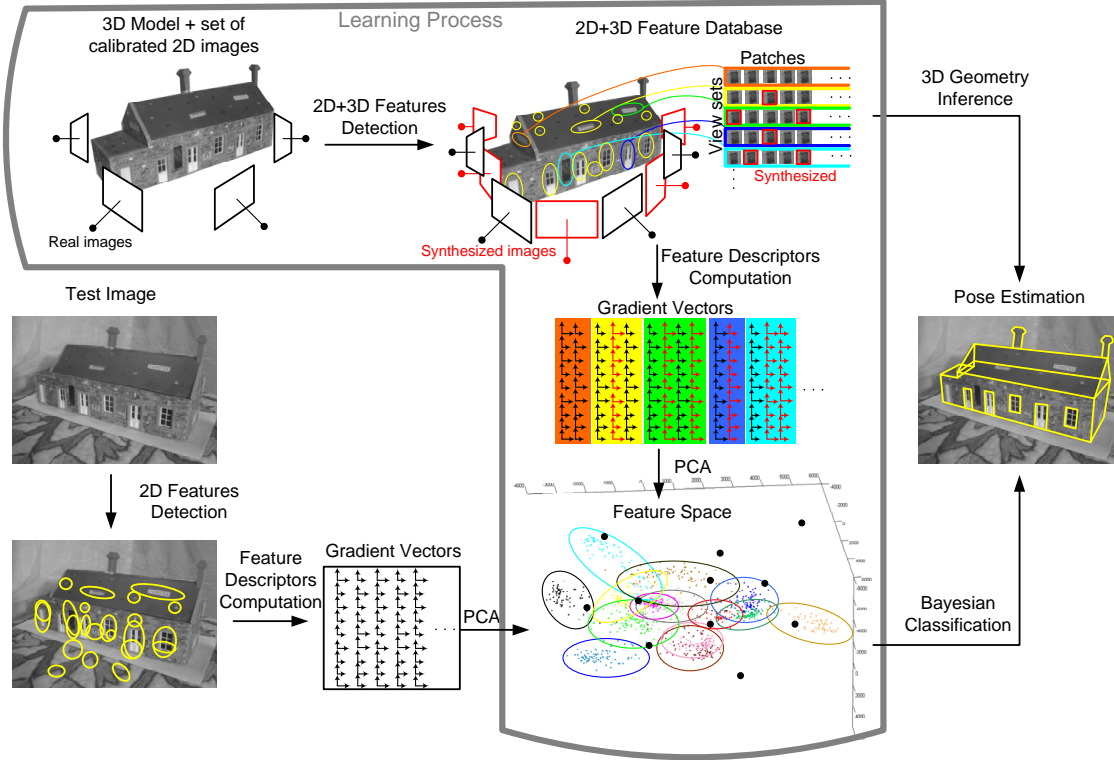 Learning Process
3D Model + set of
calibrated 2D images
2D+3D Feature Database
Patches
View sets
. . .
. . .
. . .
. . .
. . .
Synthesized
2D+3D Features
Detection
3D Geometry
Inference
Real images
Synthesized images
Feature Descriptors
Computation
Test Image
Gradient Vectors
. . .
Pose Estimation
2D Features
Detection
PCA
Feature Space
Feature
Descriptors
Computation
Gradient Vectors
. . .
PCA
Bayesian
Classification